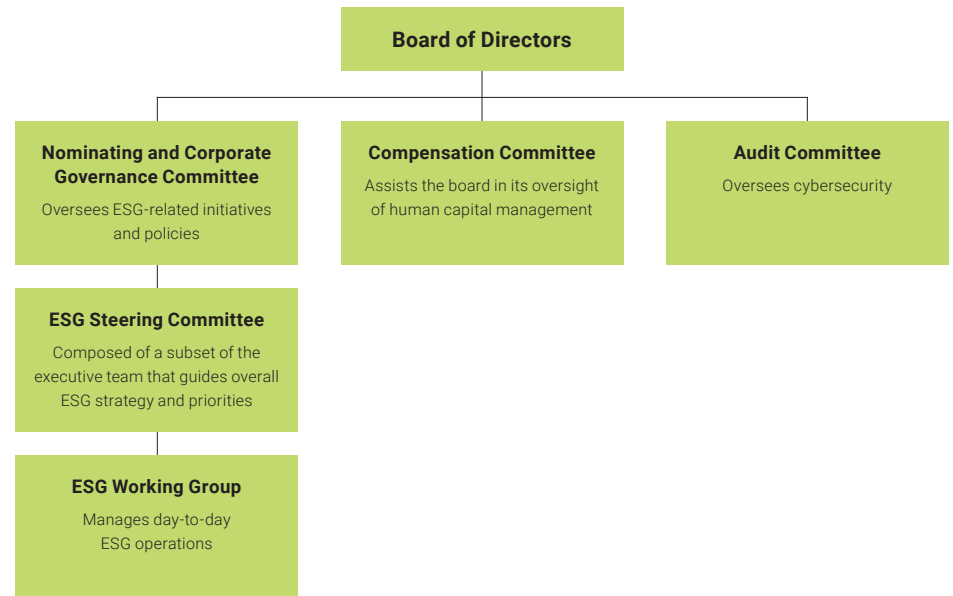 Board of Directors
Nominating and Corporate
Governance Committee
Oversees ESG-related initiatives
and policies
Compensation Committee
Assists the board in its oversight
of human capital management
Audit Committee
Oversees cybersecurity
ESG Steering Committee
Composed of a subset of the
executive team that guides overall
ESG strategy and priorities
ESG Working Group
Manages day-to-day
ESG operations